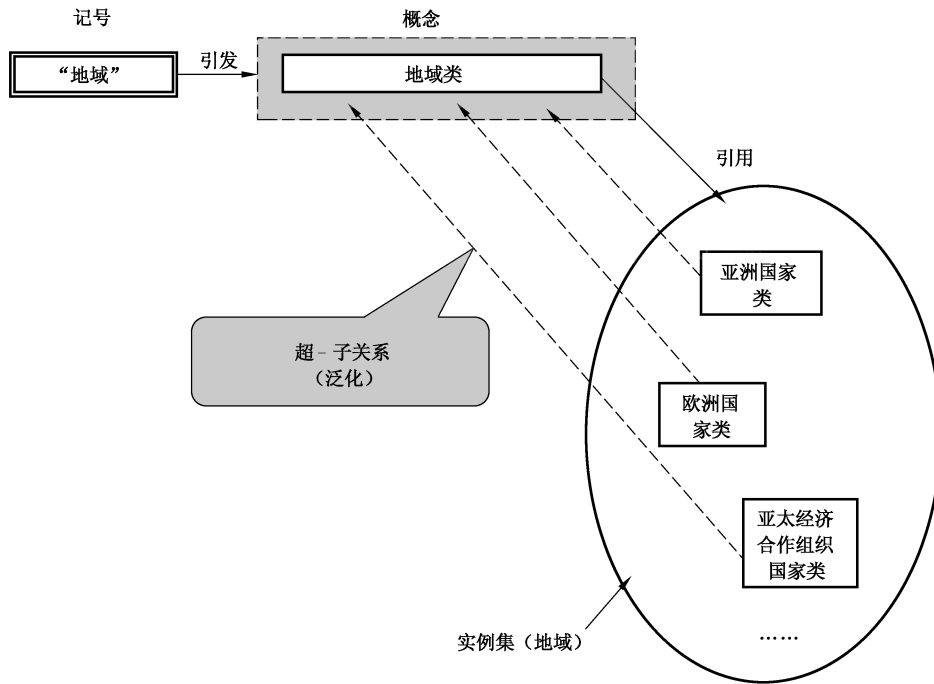 记号
概念
“地域”
引发
地域类
引用
亚洲国家
类
超－子关系
（泛化）
欧洲国
家类
亚太经济
合作组织
国家类
实例集（地域）
……